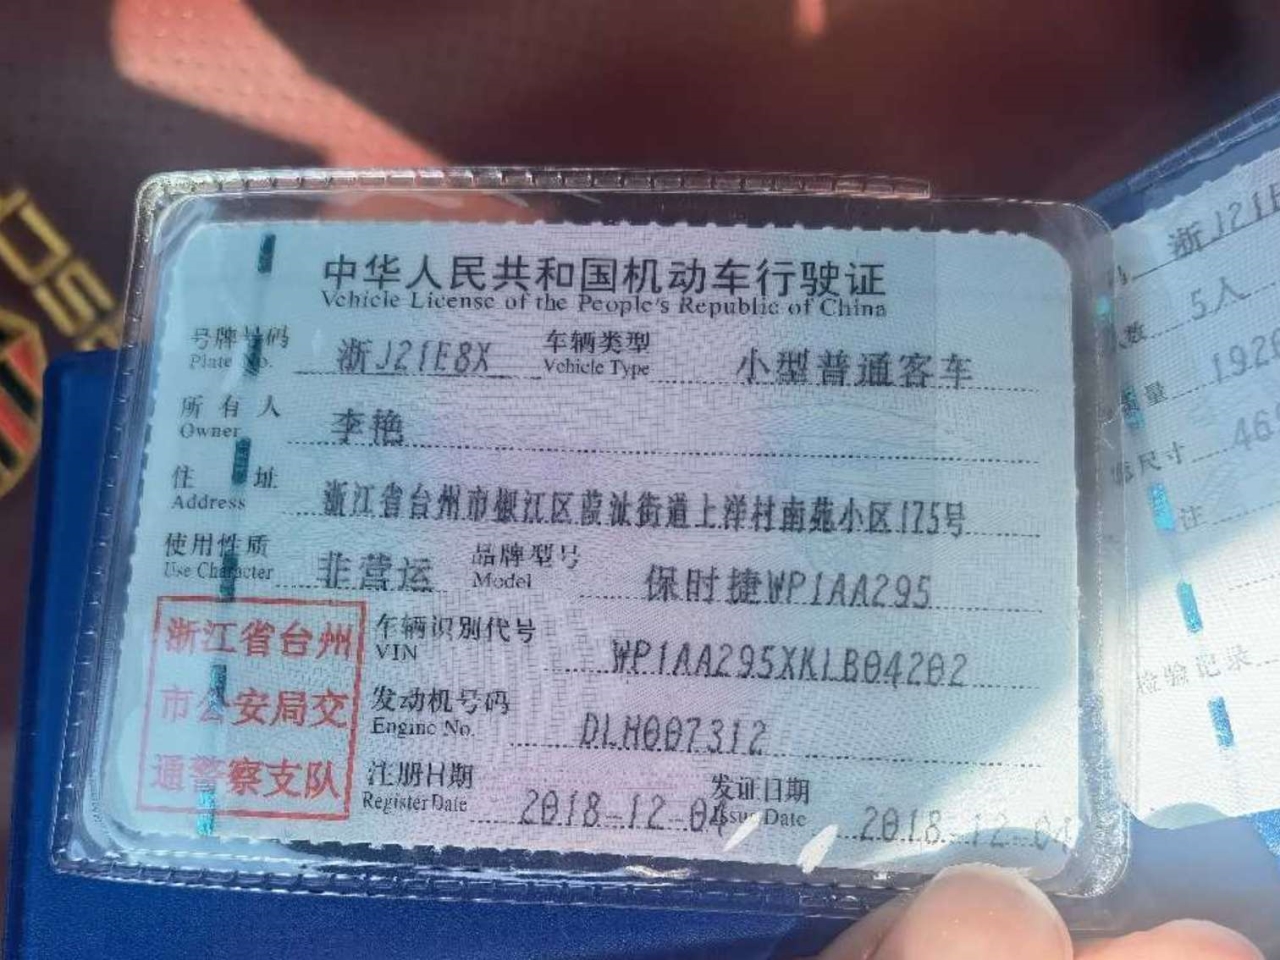 中华人民共和国机动车行驶证
Vehicle License of the People's Republic of China
号牌号码 浙J21E8X 车辆类型 小型普通客车
Plate No. Vehicle Type
所有人 李艳
Owner
住址 浙江省台州市椒江区葭沚街道上洋村南苑小区175号
Address
使用性质 非营运 品牌型号 保时捷WP1AA295
Use Character Model
车辆识别代号 WP1AA295XKLB04202
VIN
发动机号码 DLH007312
Engine No.
注册日期 2018-12-04 发证日期 2018-12-04
Register Date Issue Date
浙江省台州
市公安局交
通警察支队
浙J21E
5人
192
量
尺寸 46
注
检验记录